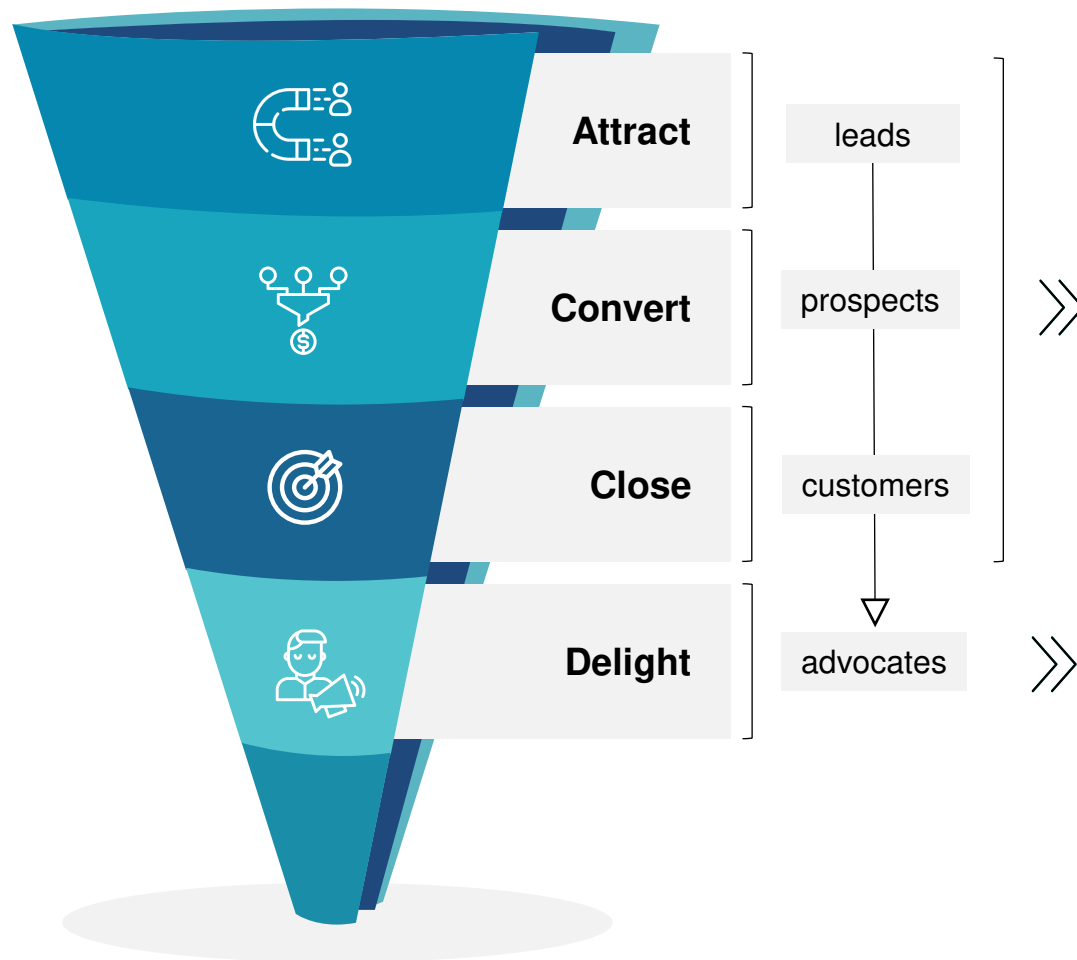 Attract
leads
Convert
prospects
Close
customers
Delight
advocates